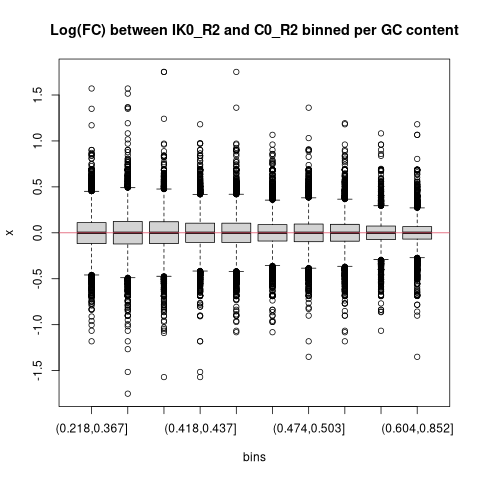 Log(FC) between IK0_R2 and C0_R2 binned per GC content
x
1.5
1.0
0.5
0.0
-0.5
-1.0
-1.5
(0.218,0.367] (0.418,0.437] (0.474,0.503] (0.604,0.852]
bins